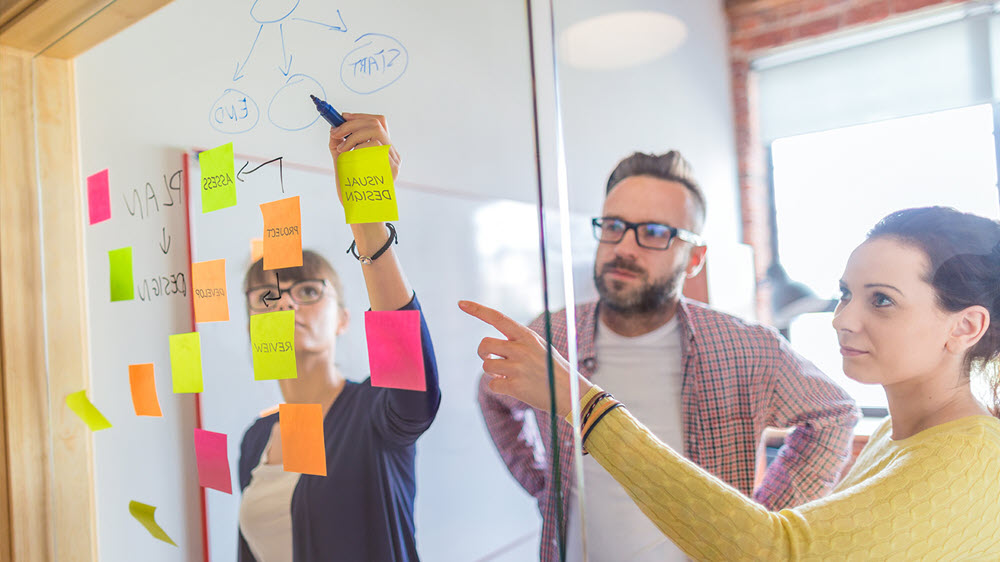 START
END
PLAN
ASSESS
VISUAL
DESIGN
PROJECT
DESIGN
DEVELOP
REVIEW